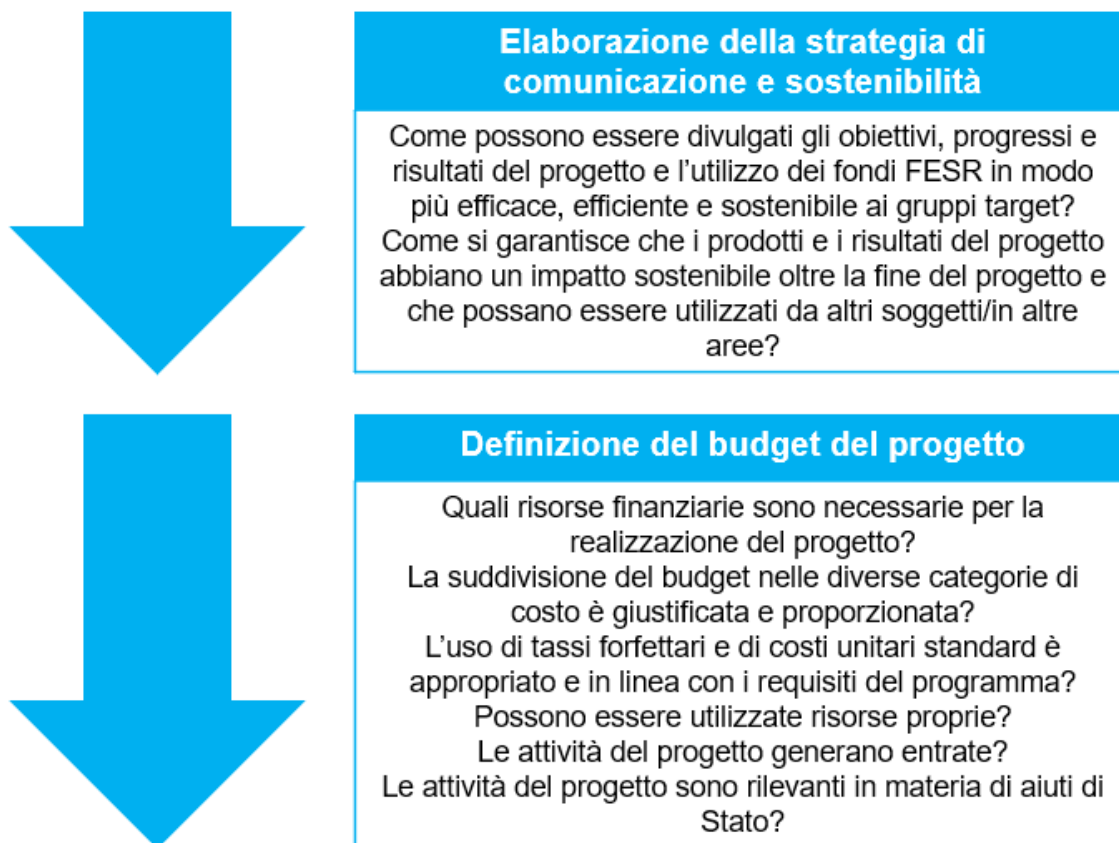 Elaborazione della strategia di
comunicazione e sostenibilità
Come possono essere divulgati gli obiettivi, progressi e
risultati del progetto e l’utilizzo dei fondi FESR in modo
più efficace, efficiente e sostenibile ai gruppi target?
Come si garantisce che i prodotti e i risultati del progetto
abbiano un impatto sostenibile oltre la fine del progetto e
che possano essere utilizzati da altri soggetti/in altre
aree?
Definizione del budget del progetto
Quali risorse finanziarie sono necessarie per la
realizzazione del progetto?
La suddivisione del budget nelle diverse categorie di
costo è giustificata e proporzionata?
L’uso di tassi forfettari e di costi unitari standard è
appropriato e in linea con i requisiti del programma?
Possono essere utilizzate risorse proprie?
Le attività del progetto generano entrate?
Le attività del progetto sono rilevanti in materia di aiuti di
Stato?